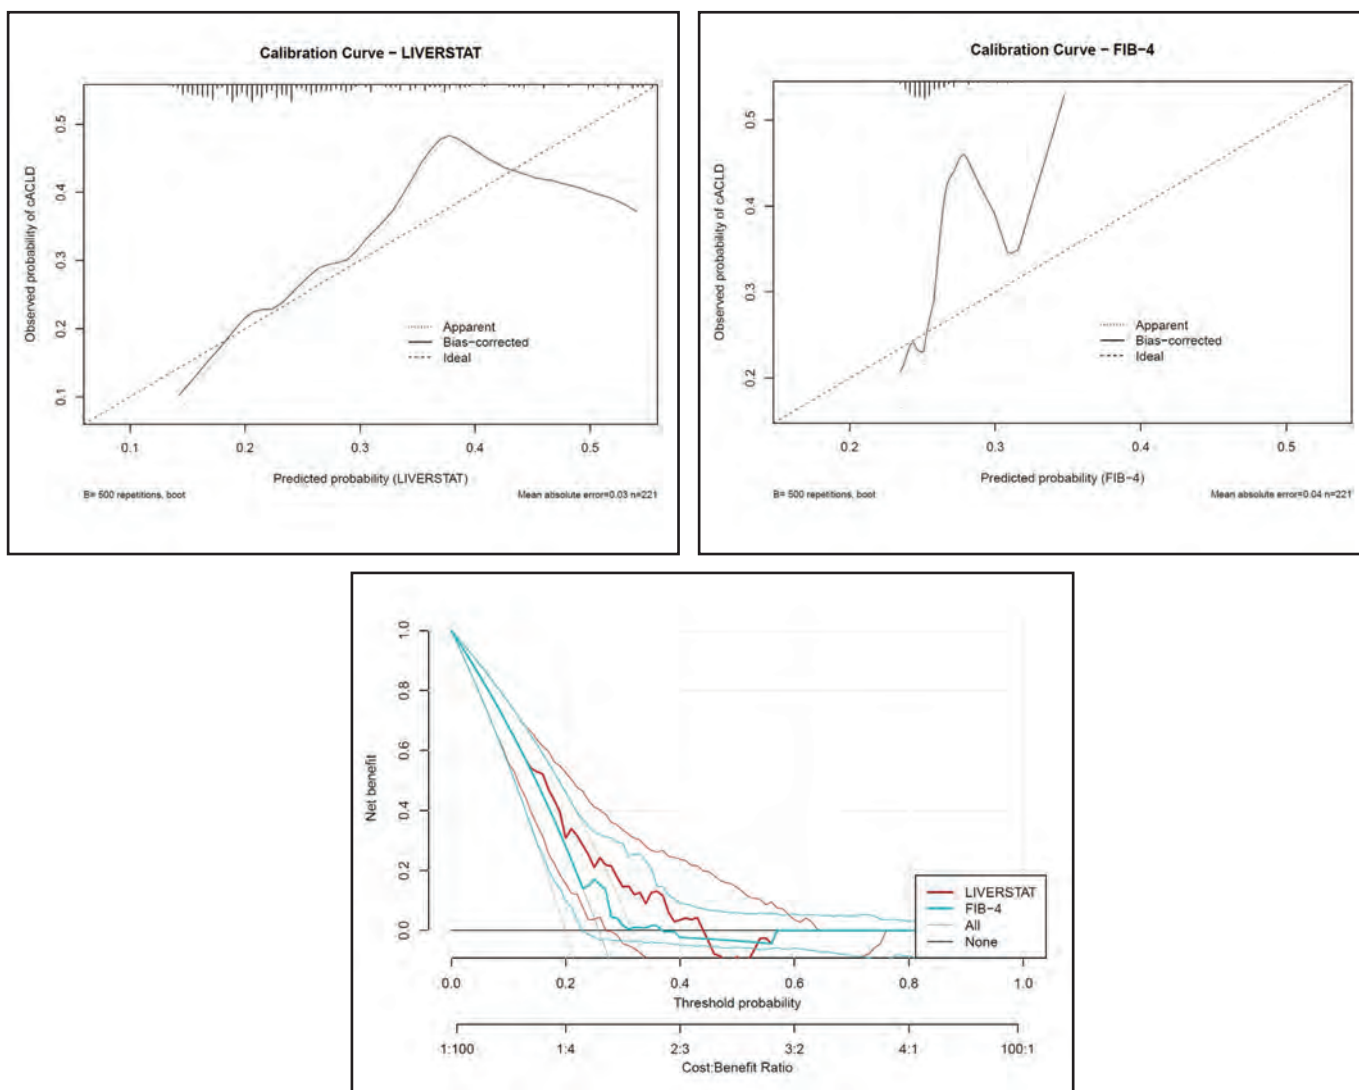 Calibration Curve – LIVERSTAT
Observed probability of cACLD
0.5
0.4
0.3
0.2
0.1
Apparent
Bias−corrected
Ideal
0.1 0.2 0.3 0.4 0.5
Predicted probability (LIVERSTAT)
B= 500 repetitions, boot Mean absolute error=0.03 n=221
Calibration Curve – FIB−4
Observed probability of cACLD
0.5
0.4
0.3
0.2
Apparent
Bias−corrected
Ideal
0.2 0.3 0.4 0.5
Predicted probability (FIB−4)
B= 500 repetitions, boot Mean absolute error=0.04 n=221
Net benefit
1.0
0.8
0.6
0.4
0.2
0.0
LIVERSTAT
FIB−4
All
None
0.0 0.2 0.4 0.6 0.8 1.0
Threshold probability
1:100 1:4 2:3 3:2 4:1 100:1
Cost:Benefit Ratio